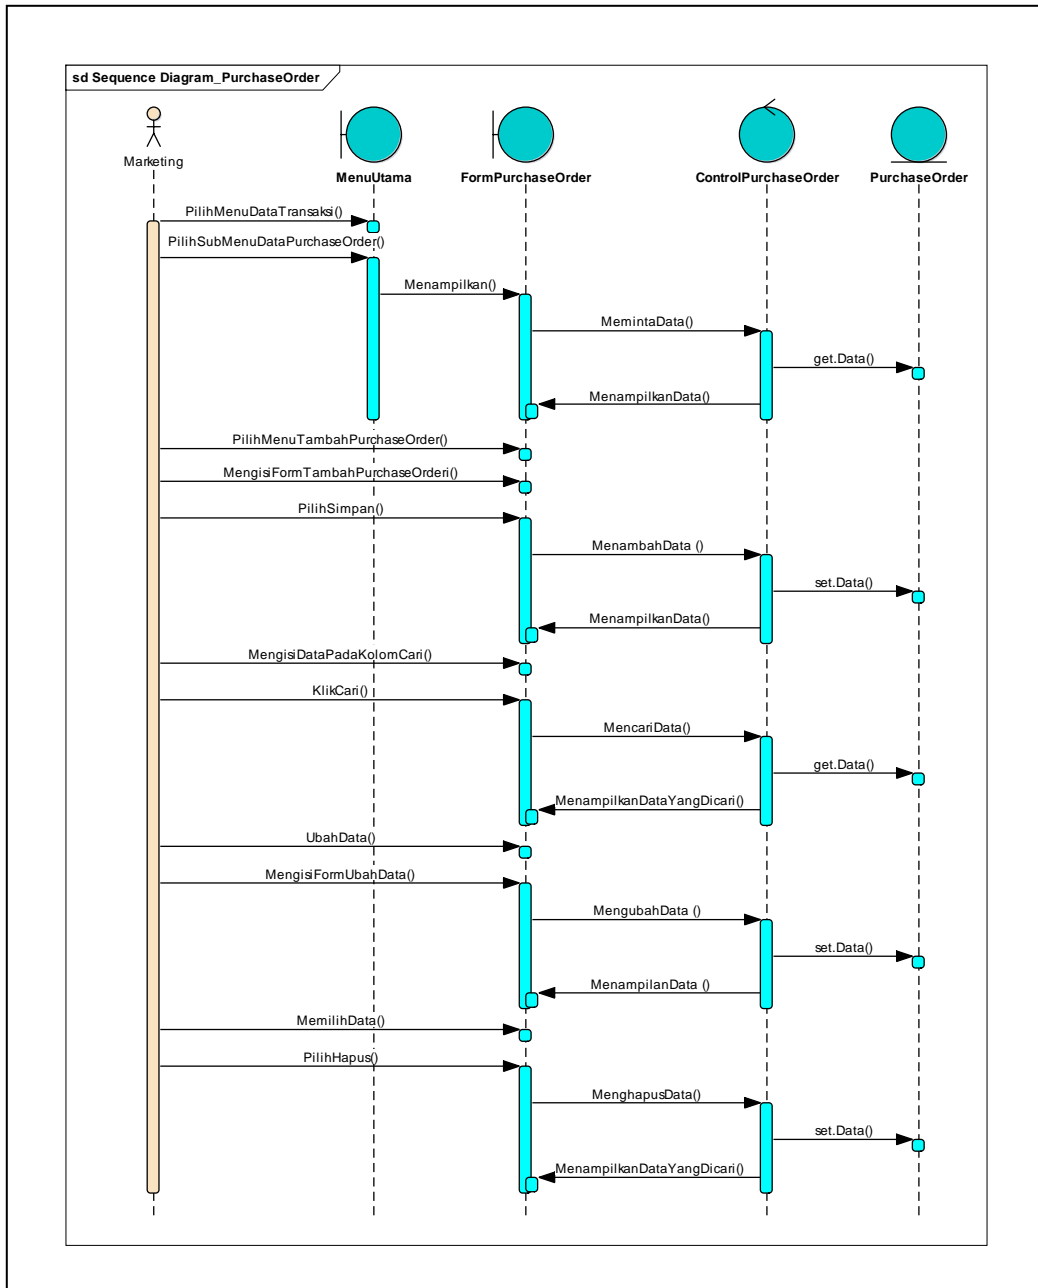 sd Sequence Diagram_PurchaseOrder
Marketing
MenuUtama
FormPurchaseOrder
ControlPurchaseOrder
PurchaseOrder
PilihMenuDataTransaksi()
PilihSubMenuDataPurchaseOrder()
Menampilkan()
MemintaData()
get.Data()
MenampilkanData()
PilihMenuTambahPurchaseOrder()
MengisiFormTambahPurchaseOrderi()
PilihSimpan()
MenambahData ()
set.Data()
MenampilkanData()
MengisiDataPadaKolomCari()
KlikCari()
MencariData()
get.Data()
MenampilkanDataYangDicari()
UbahData()
MengisiFormUbahData()
MengubahData ()
set.Data()
MenampilanData ()
MemilihData()
PilihHapus()
MenghapusData()
set.Data()
MenampilkanDataYangDicari()